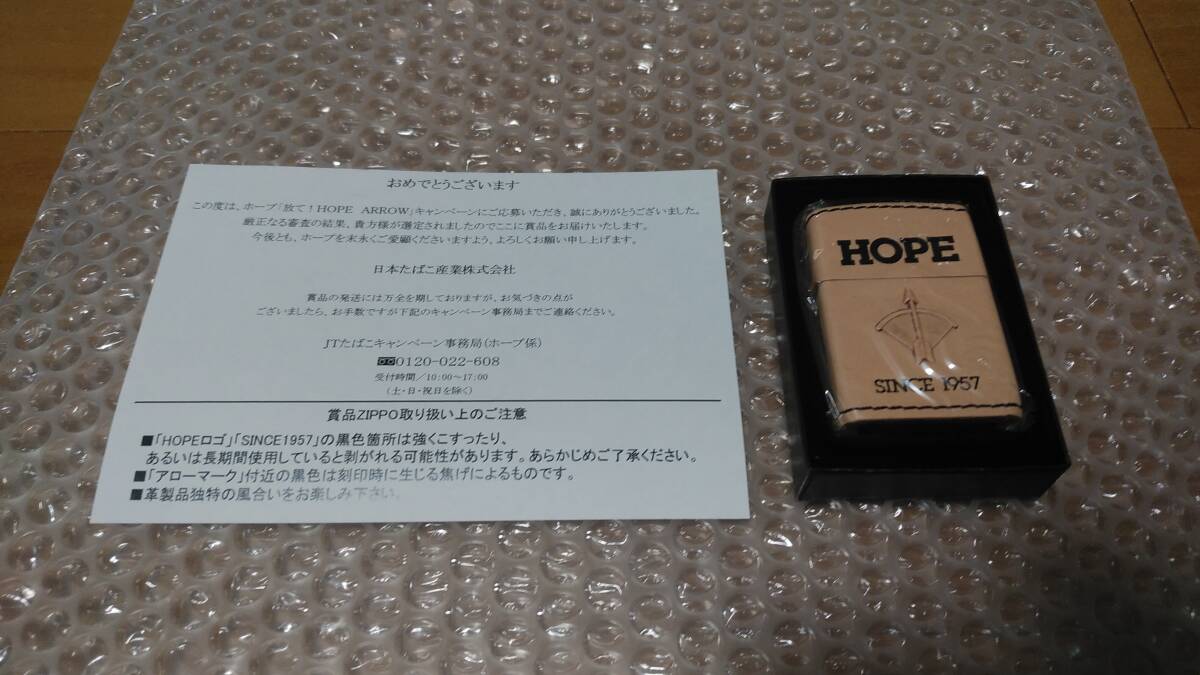 おめでとうございます
この度は、ホープ「放て！HOPE ARROW」キャンペーンにご応募いただき、誠にありがとうございました。
厳正なる審査の結果、貴方様が選定されましたのでここに賞品をお届けいたします。
今後とも、ホープを末永くご愛顧くださいますよう、よろしくお願い申し上げます。
日本たばこ産業株式会社
賞品の発送には万全を期しておりますが、お気づきの点が
ございましたら、お手数ですが下記のキャンペーン事務局までご連絡ください。
JTたばこキャンペーン事務局（ホープ係）
0120-022-608
受付時間／10:00～17:00
（土・日・祝日を除く）
賞品ZIPPO取り扱い上のご注意
■「HOPEロゴ」「SINCE1957」の黒色箇所は強くこすったり、
あるいは長期間使用していると剥がれる可能性があります。あらかじめご了承ください。
■「アローマーク」付近の黒色は刻印時に生じる焦げによるものです。
■革製品独特の風合いをお楽しみ下さい。
HOPE
SINCE 1957